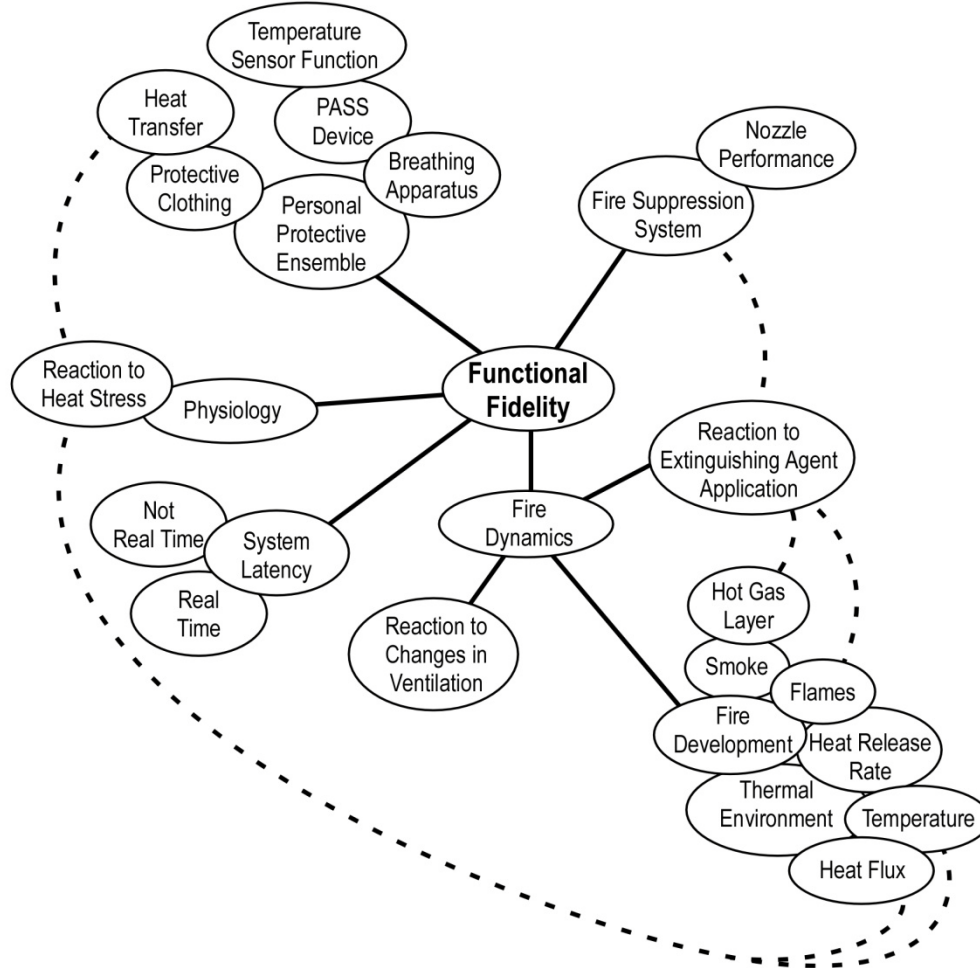 Temperature
Sensor Function
Heat
Transfer
PASS
Device
Nozzle
Performance
Protective
Clothing
Breathing
Apparatus
Personal
Protective
Ensemble
Fire Suppression
System
Functional
Fidelity
Reaction to
Heat Stress
Physiology
Reaction to
Extinguishing Agent
Application
Not
Real Time
System
Latency
Fire
Dynamics
Real
Time
Reaction to
Changes in
Ventilation
Hot Gas
Layer
Smoke
Flames
Fire
Development
Heat Release
Rate
Thermal
Environment
Temperature
Heat Flux